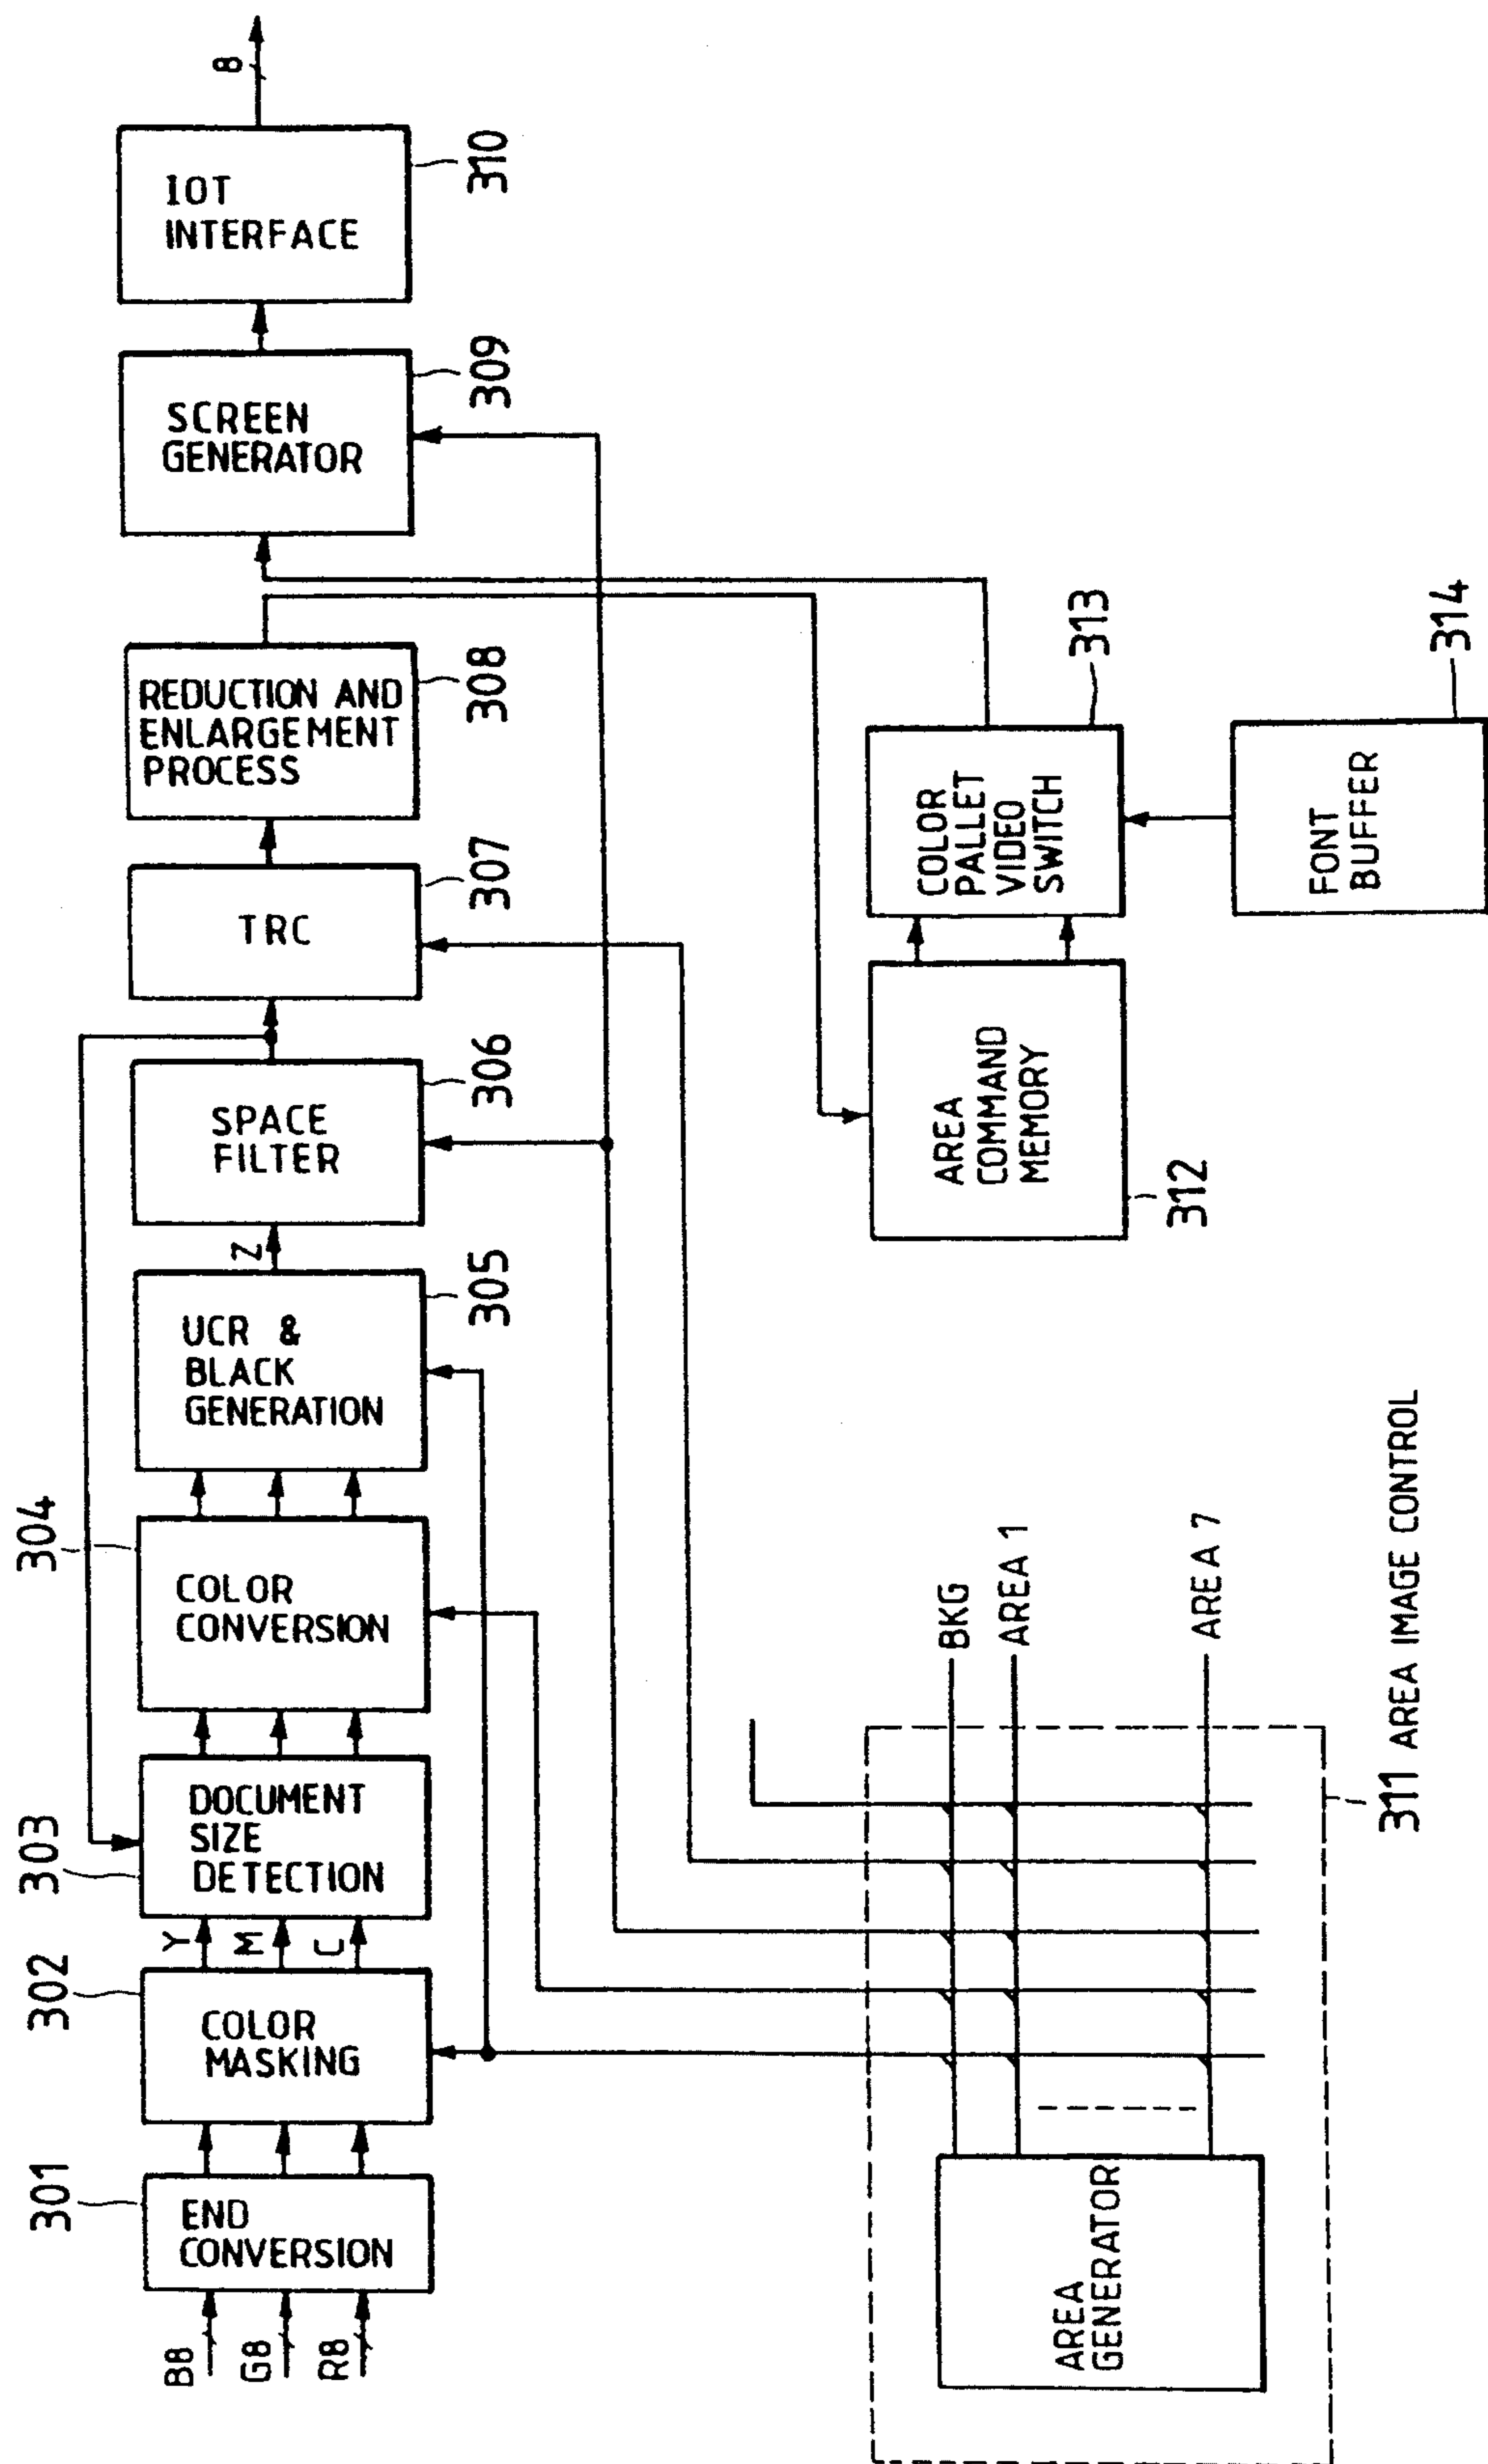 B8
G8
R8
301
END
CONVERSION
302
COLOR
MASKING
Y
M
C
303
DOCUMENT
SIZE
DETECTION
304
COLOR
CONVERSION
UCR &
BLACK
GENERATION
305
Z
SPACE
FILTER
306
TRC
307
REDUCTION AND
ENLARGEMENT
PROCESS
308
SCREEN
GENERATOR
309
IOT
INTERFACE
310
8
AREA
GENERATOR
BKG
AREA 1
AREA 7
311 AREA IMAGE CONTROL
AREA
COMMAND
MEMORY
312
COLOR
PALLET
VIDEO
SWITCH
313
FONT
BUFFER
314